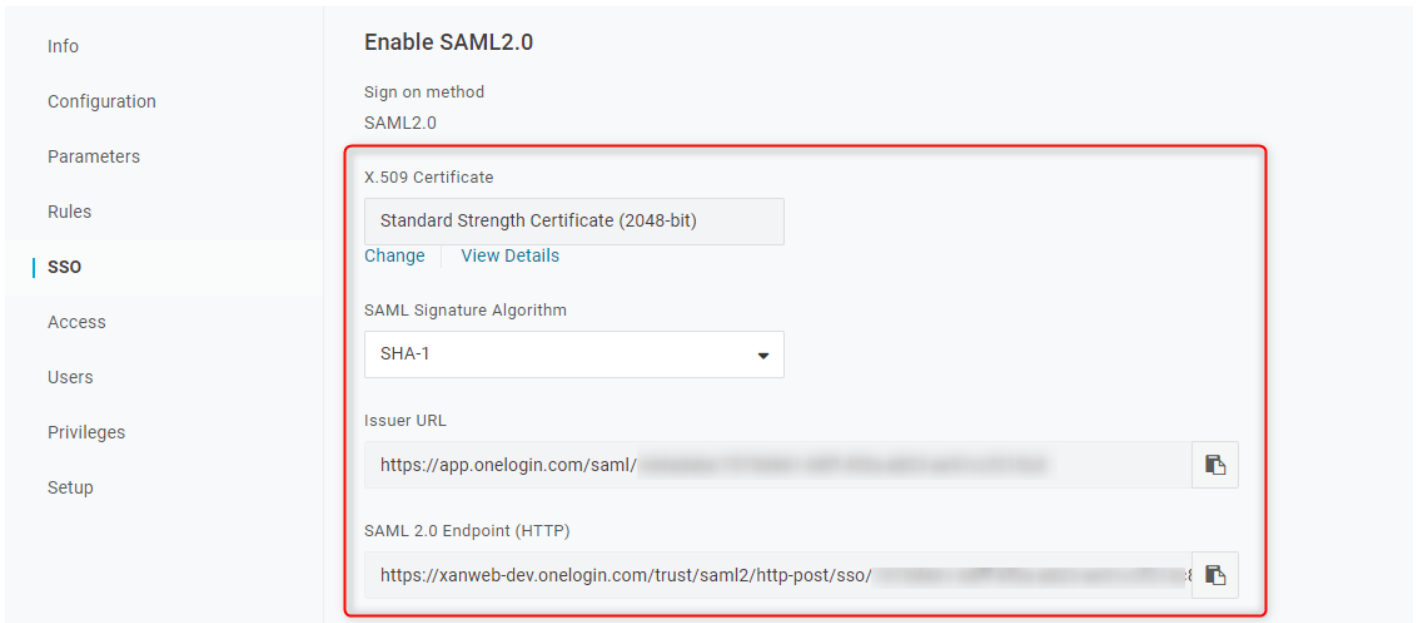 Info
Configuration
Parameters
Rules
SSO
Access
Users
Privileges
Setup
Enable SAML2.0
Sign on method
SAML2.0
X.509 Certificate
Standard Strength Certificate (2048-bit)
Change View Details
SAML Signature Algorithm
SHA-1
Issuer URL
https://app.onelogin.com/saml/
SAML 2.0 Endpoint (HTTP)
https://xanweb-dev.onelogin.com/trust/saml2/http-post/sso/